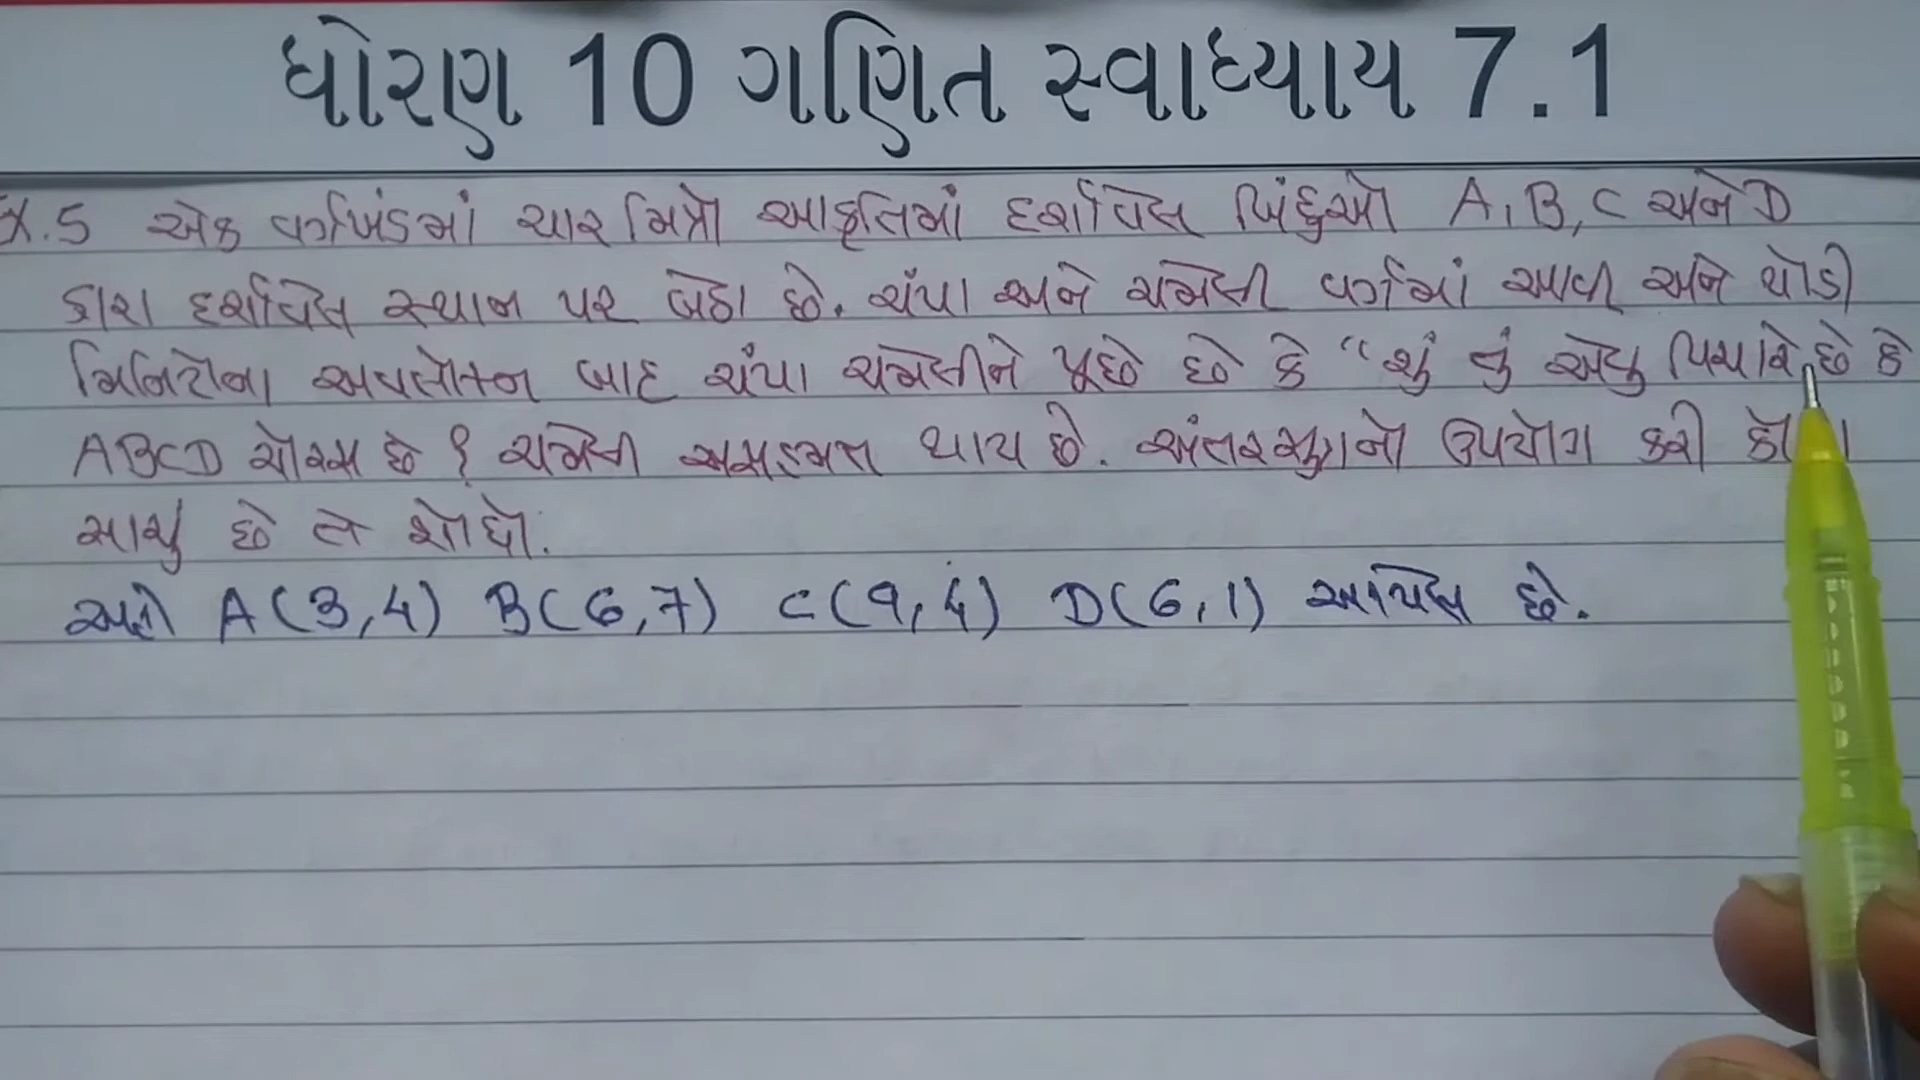 ધોરણ 10 ગણિત સ્વાધ્યાય 7.1
5 એક વર્ગખંડમાં ચાર મિત્રો આકૃતિમાં દર્શાવેલ બિંદુઓ A, B, C અને D
દ્વારા દર્શાવેલ સ્થાન પર બેઠા છે. ચંપા અને ચમેલી વર્ગમાં આવી અને થોડી
મિનિટોના અવલોકન બાદ ચંપા ચમેલીને પૂછે છે કે “શું તું એવું વિચારે છે કે
ABCD ચોરસ છે ? ચમેલી અસહમત થાય છે. અંતરસૂત્રનો ઉપયોગ કરી
સાચું છે તે શોધો.
અહીં A(3,4) B(6,7) C(9,4) D(6,1) આપેલ છે.